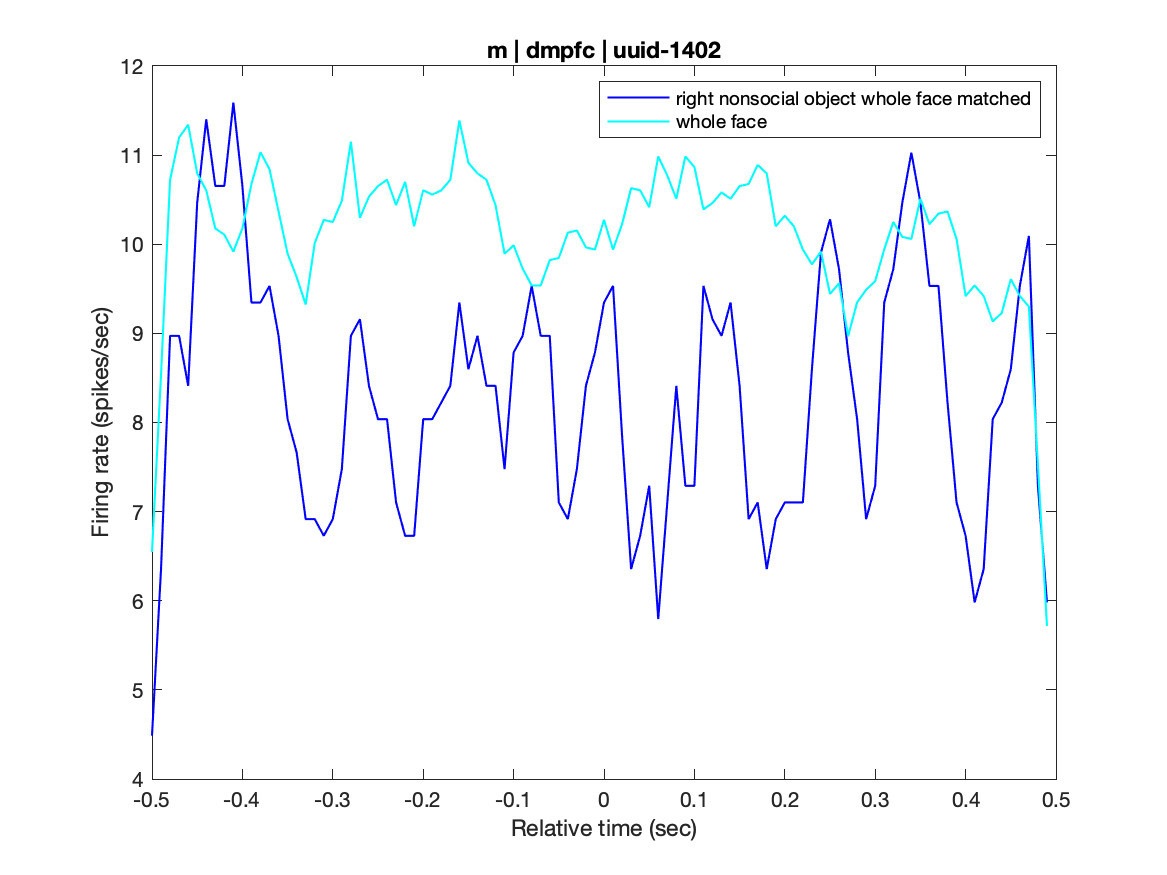 m | dmpfc | uuid-1402
right nonsocial object whole face matched
whole face
Firing rate (spikes/sec)
12
11
10
9
8
7
6
5
4
-0.5 -0.4 -0.3 -0.2 -0.1 0 0.1 0.2 0.3 0.4 0.5
Relative time (sec)